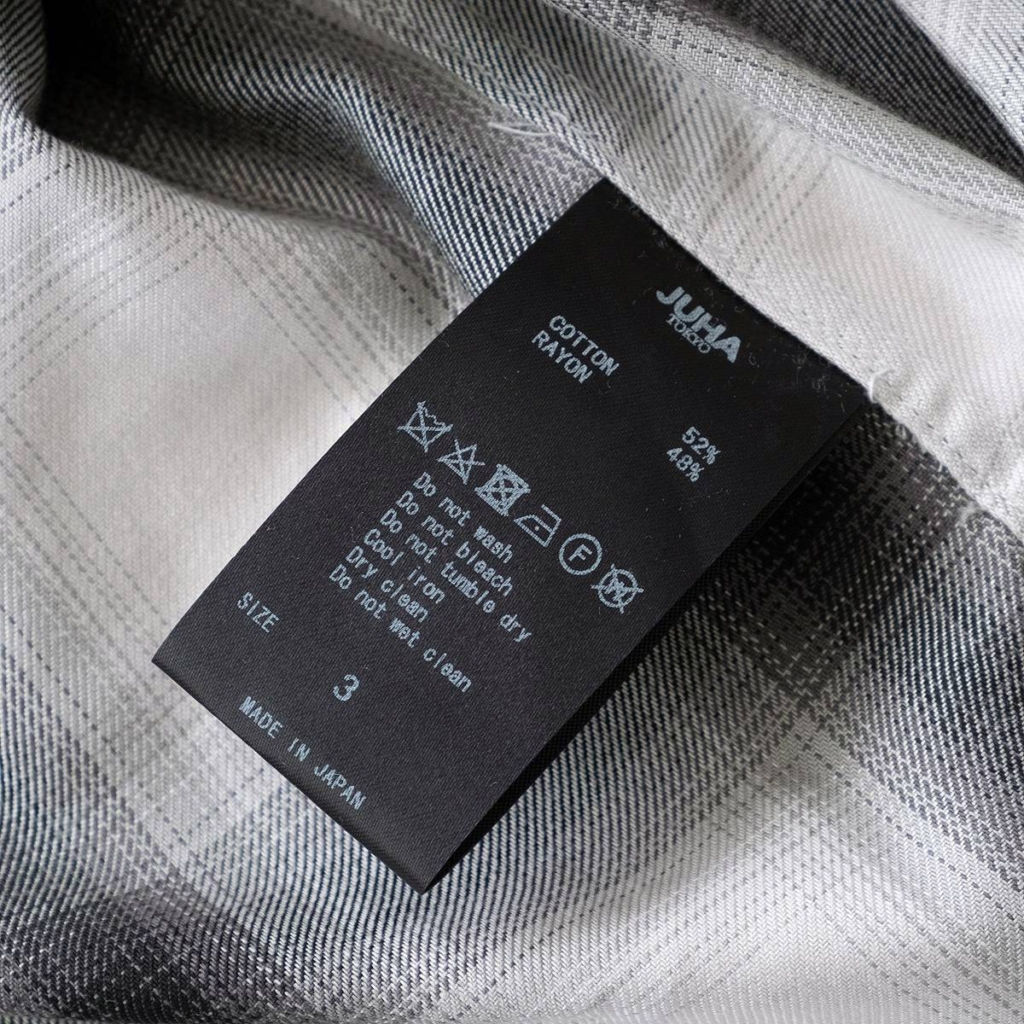 JUHA
TOKYO
COTTON 52%
RAYON 48%
F W
Do not wash
Do not bleach
Do not tumble dry
Cool iron
Dry clean
Do not wet clean
SIZE
3
MADE IN JAPAN